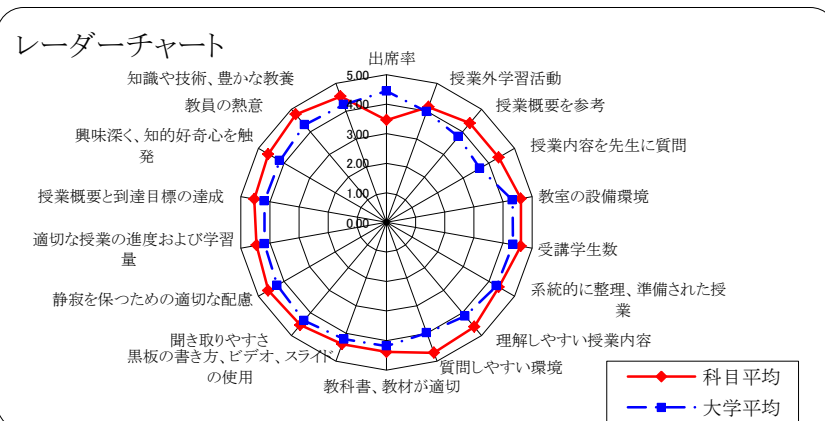 レーダーチャート
出席率
授業外学習活動
授業概要を参考
授業内容を先生に質問
教室の設備環境
受講学生数
系統的に整理、準備された授
業
理解しやすい授業内容
質問しやすい環境
教科書、教材が適切
黒板の書き方、ビデオ、スライド
の使用
聞き取りやすさ
静寂を保つための適切な配慮
適切な授業の進度および学習
量
授業概要と到達目標の達成
興味深く、知的好奇心を触
発
教員の熱意
知識や技術、豊かな教養
5.00
4.00
3.00
2.00
1.00
0.00
科目平均
大学平均